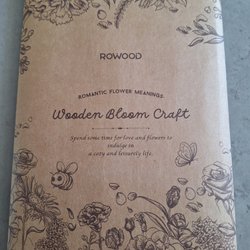 ROWOOD
ROMANTIC FLOWER MEANINGS
Wooden Bloom Craft
Spend some time for love and flowers to
indulge in
a cozy and leisurely life.